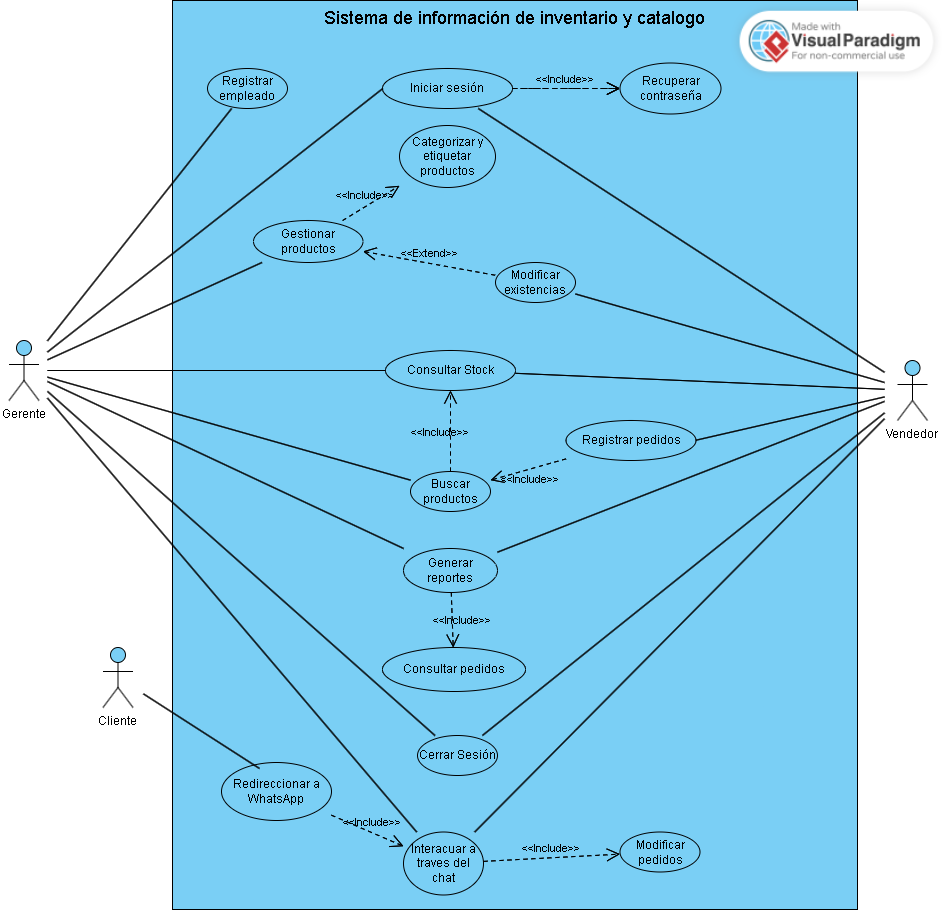 Sistema de información de inventario y catalogo
Made with
Visual Paradigm
For non-commercial use
Registrar
empleado
Iniciar sesión
<<Include>>
Recuperar
contraseña
Categorizar y
etiquetar
productos
<<Include>>
Gestionar
productos
<<Extend>>
Modificar
existencias
Gerente
Consultar Stock
Vendedor
<<Include>>
Registrar pedidos
Buscar
productos
<<Include>>
Generar
reportes
<<Include>>
Consultar pedidos
Cliente
Cerrar Sesión
Redireccionar a
WhatsApp
<<Include>>
Interacuar a
traves del
chat
<<Include>>
Modificar
pedidos